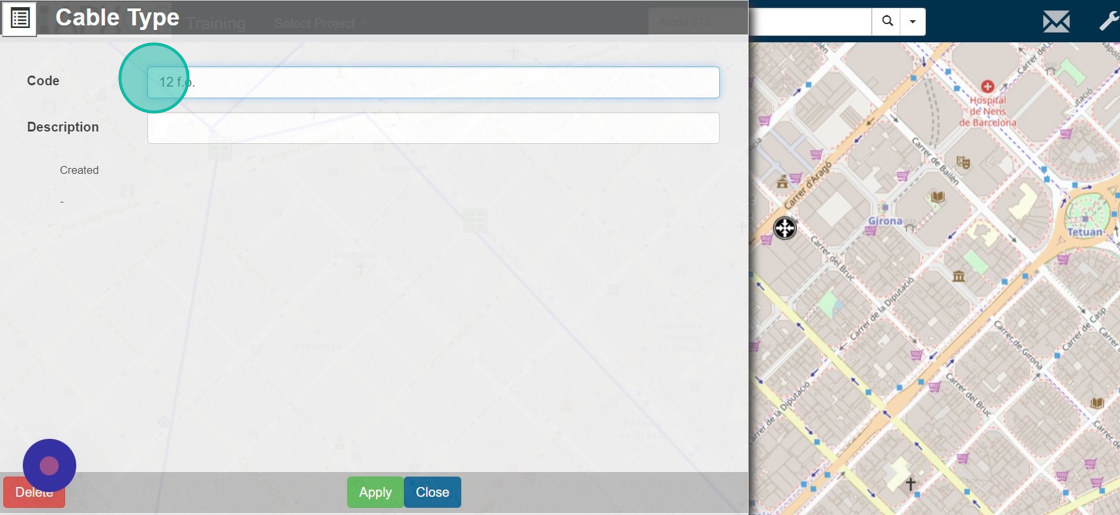 Cable Type
Training
Select Project
Code
12 f.o.
Description
Created
-
Delete
Apply
Close
Hospital
de Nens
de Barcelona
Carrer de Bailèn
Carrer d'Aragó
Girona
Tetuan
Carrer del Bruc
Carrer de la Diputació
Carrer de Casp
Carrer de Girona
Carrer del Bruc
Carrer de la Diputació